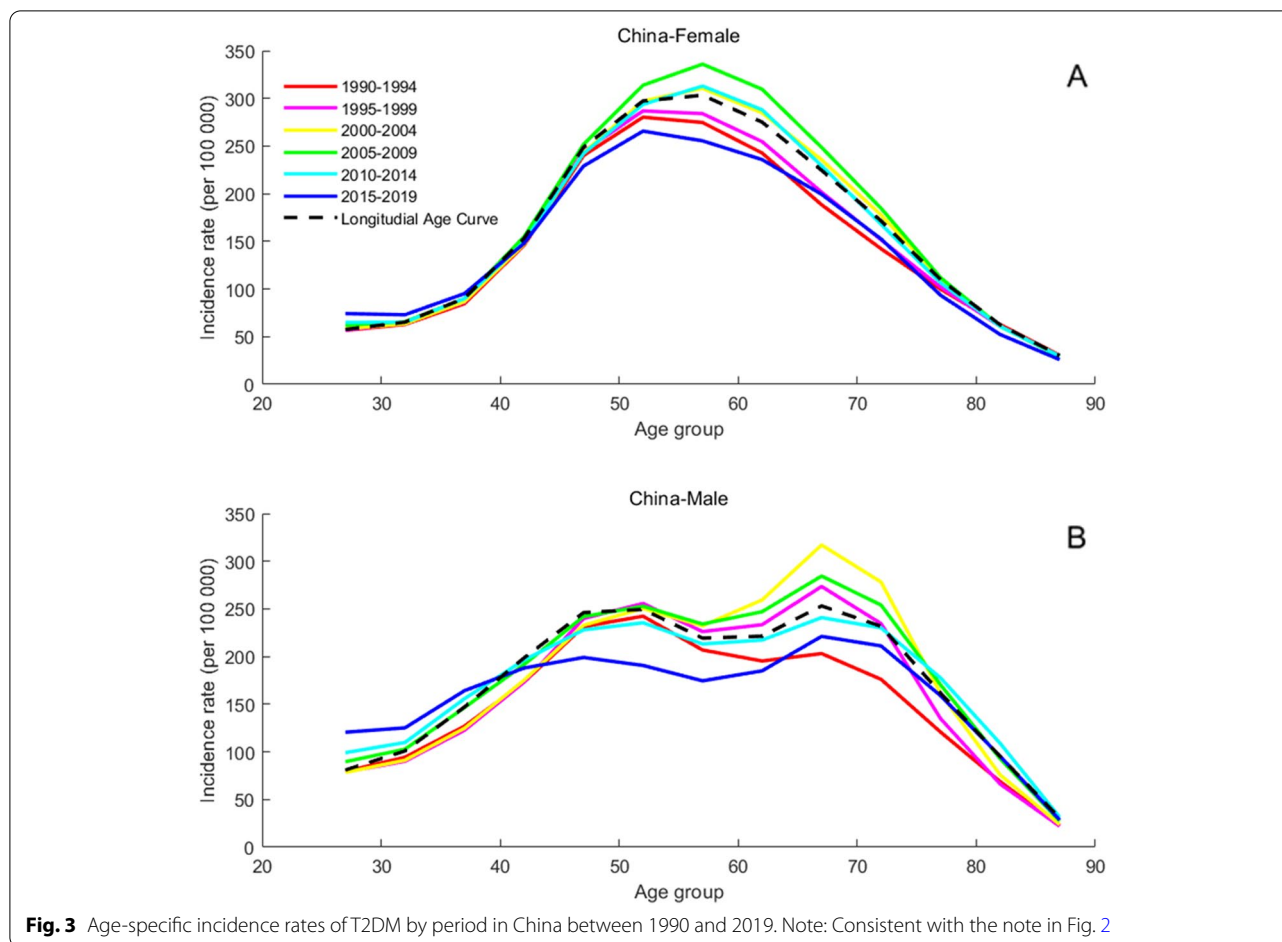 China-Female
A
350
300
250
200
150
100
50
0
Incidence rate (per 100 000)
1990-1994
1995-1999
2000-2004
2005-2009
2010-2014
2015-2019
Longitudial Age Curve
20 30 40 50 60 70 80 90
Age group
China-Male
B
350
300
250
200
150
100
50
0
Incidence rate (per 100 000)
20 30 40 50 60 70 80 90
Age group
Fig. 3 Age-specific incidence rates of T2DM by period in China between 1990 and 2019. Note: Consistent with the note in Fig. 2